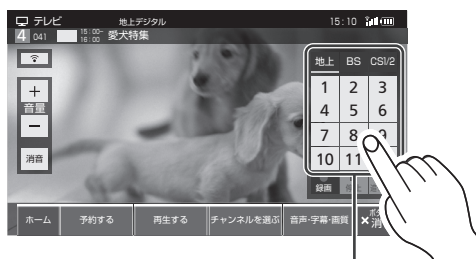 テレビ 地上デジタル 15:10
4 041 15:00- 16:00 愛犬特集
地上 BS CS1/2
1 2 3
+ 4 5 6
音量
- 7 8 9
消音 10 11
録画
ホーム 予約する 再生する チャンネルを選ぶ 音声・字幕・画質 ×消